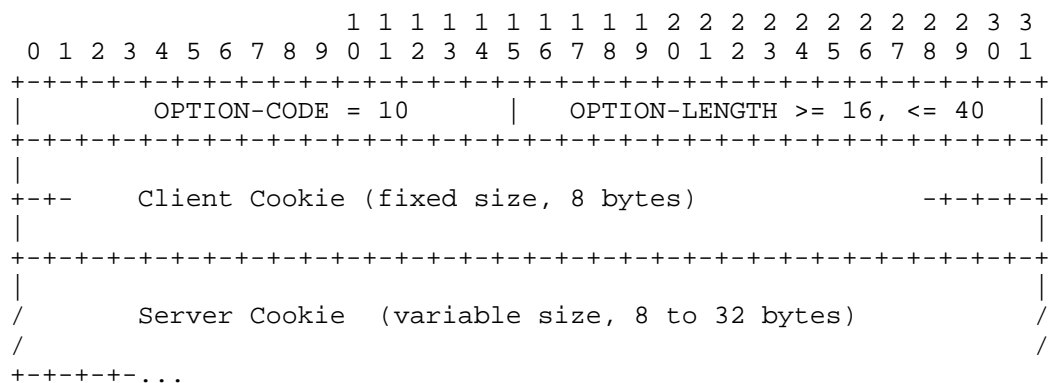 1 1 1 1 1 1 1 1 1 1 2 2 2 2 2 2 2 2 2 2 3 3
 0 1 2 3 4 5 6 7 8 9 0 1 2 3 4 5 6 7 8 9 0 1 2 3 4 5 6 7 8 9 0 1
+-+-+-+-+-+-+-+-+-+-+-+-+-+-+-+-+-+-+-+-+-+-+-+-+-+-+-+-+-+-+-+-+
|        OPTION-CODE = 10      |   OPTION-LENGTH >= 16, <= 40   |
+-+-+-+-+-+-+-+-+-+-+-+-+-+-+-+-+-+-+-+-+-+-+-+-+-+-+-+-+-+-+-+-+
|                                                               |
+-+-    Client Cookie (fixed size, 8 bytes)              -+-+-+-+
|                                                               |
+-+-+-+-+-+-+-+-+-+-+-+-+-+-+-+-+-+-+-+-+-+-+-+-+-+-+-+-+-+-+-+-+
|                                                               |
/       Server Cookie  (variable size, 8 to 32 bytes)           /
/                                                               /
+-+-+-+-...